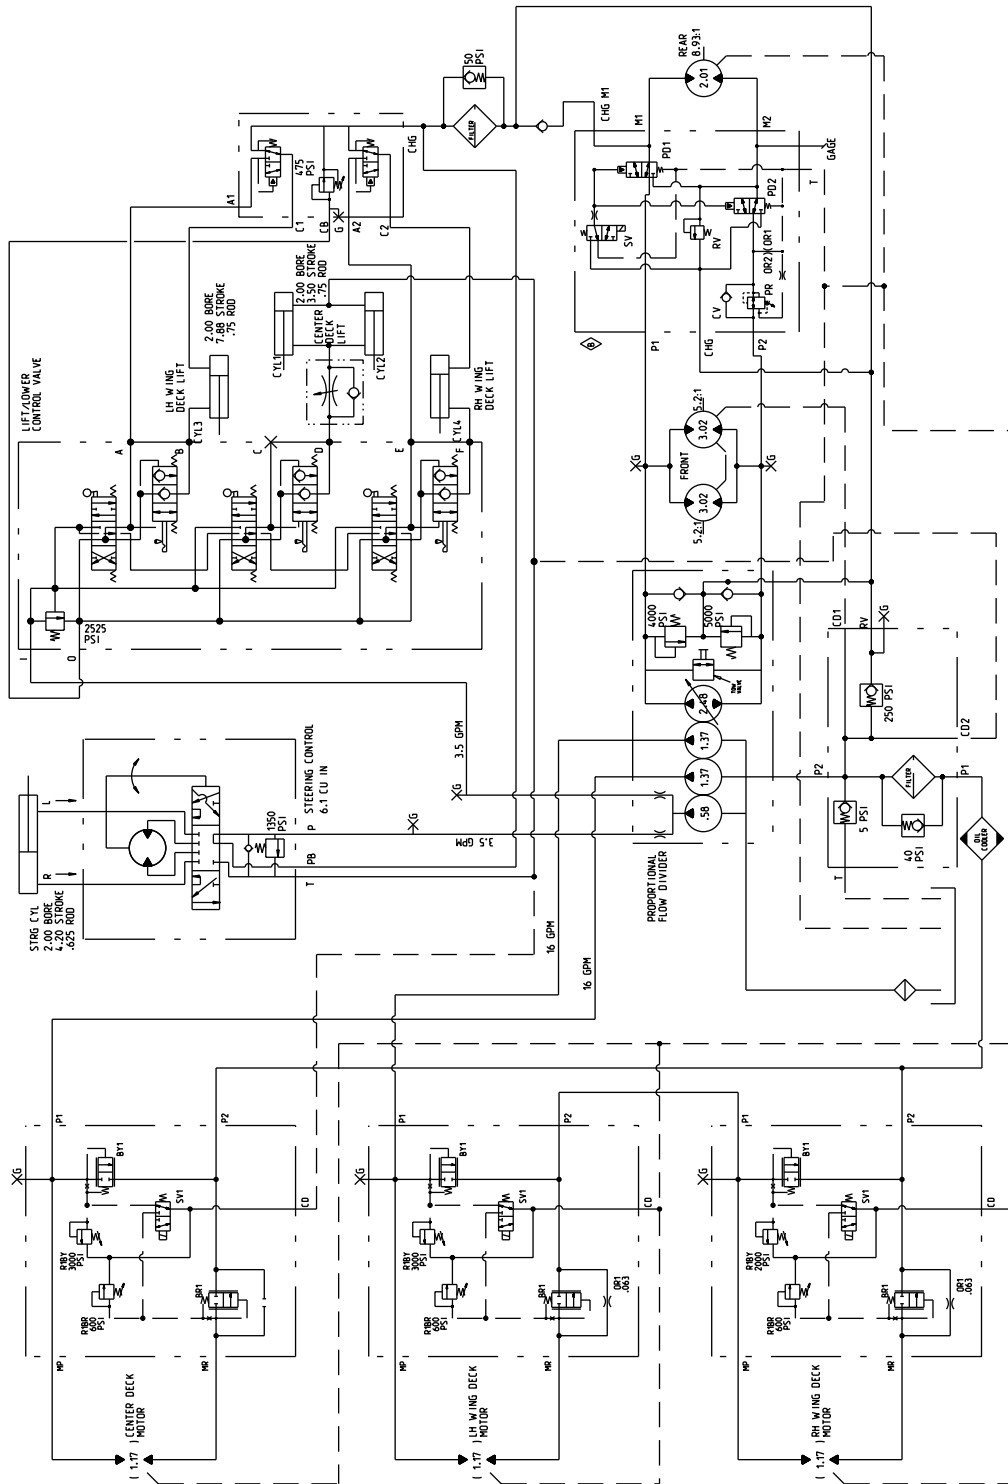 50
PSI
REAR
8.93:1
2.01
FILTER
CHG
CHG M1
M1
M2
GAGE
T
PD1
PD2
SV
RV
OR2
OR1
PR
CV
P1
CHG
P2
B
475
PSI
A1
C1
CB
G
A2
C2
2.00 BORE
7.88 STROKE
.75 ROD
2.00 BORE
3.50 STROKE
.75 ROD
LIFT/LOWER
CONTROL VALVE
LH WING
DECK LIFT
CYL3
CYL1
CENTER
DECK
LIFT
CYL2
RH WING
DECK LIFT
CYL4
A
B
C
D
E
F
2525
PSI
I
O
G
FRONT
5.2:1
3.02
3.02
5.2:1
G
4000
PSI
5000
PSI
TOW
VALVE
2.48
1.37
1.37
.58
PROPORTIONAL
FLOW DIVIDER
CD1
RV
G
250 PSI
CD2
P2
P1
FILTER
5 PSI
40
PSI
T
OIL
COOLER
STEERING CONTROL
6.1 CU IN
L
R
STRG CYL
2.00 BORE
4.20 STROKE
.625 ROD
1350
PSI
P
PB
T
G
G
3.5 GPM
3.5 GPM
16 GPM
16 GPM
G
P1
P2
BY1
SV1
CD
R1BY
3000
PSI
R1BR
600
PSI
BR1
MP
MR
CENTER DECK
MOTOR
( 1.17 )
G
P1
P2
BY1
SV1
CD
R1BY
3000
PSI
R1BR
600
PSI
BR1
OR1
.063
MP
MR
LH WING DECK
MOTOR
( 1.17 )
G
P1
P2
BY1
SV1
CD
R1BY
2000
PSI
R1BR
600
PSI
BR1
OR1
.063
MP
MR
RH WING DECK
MOTOR
( 1.17 )